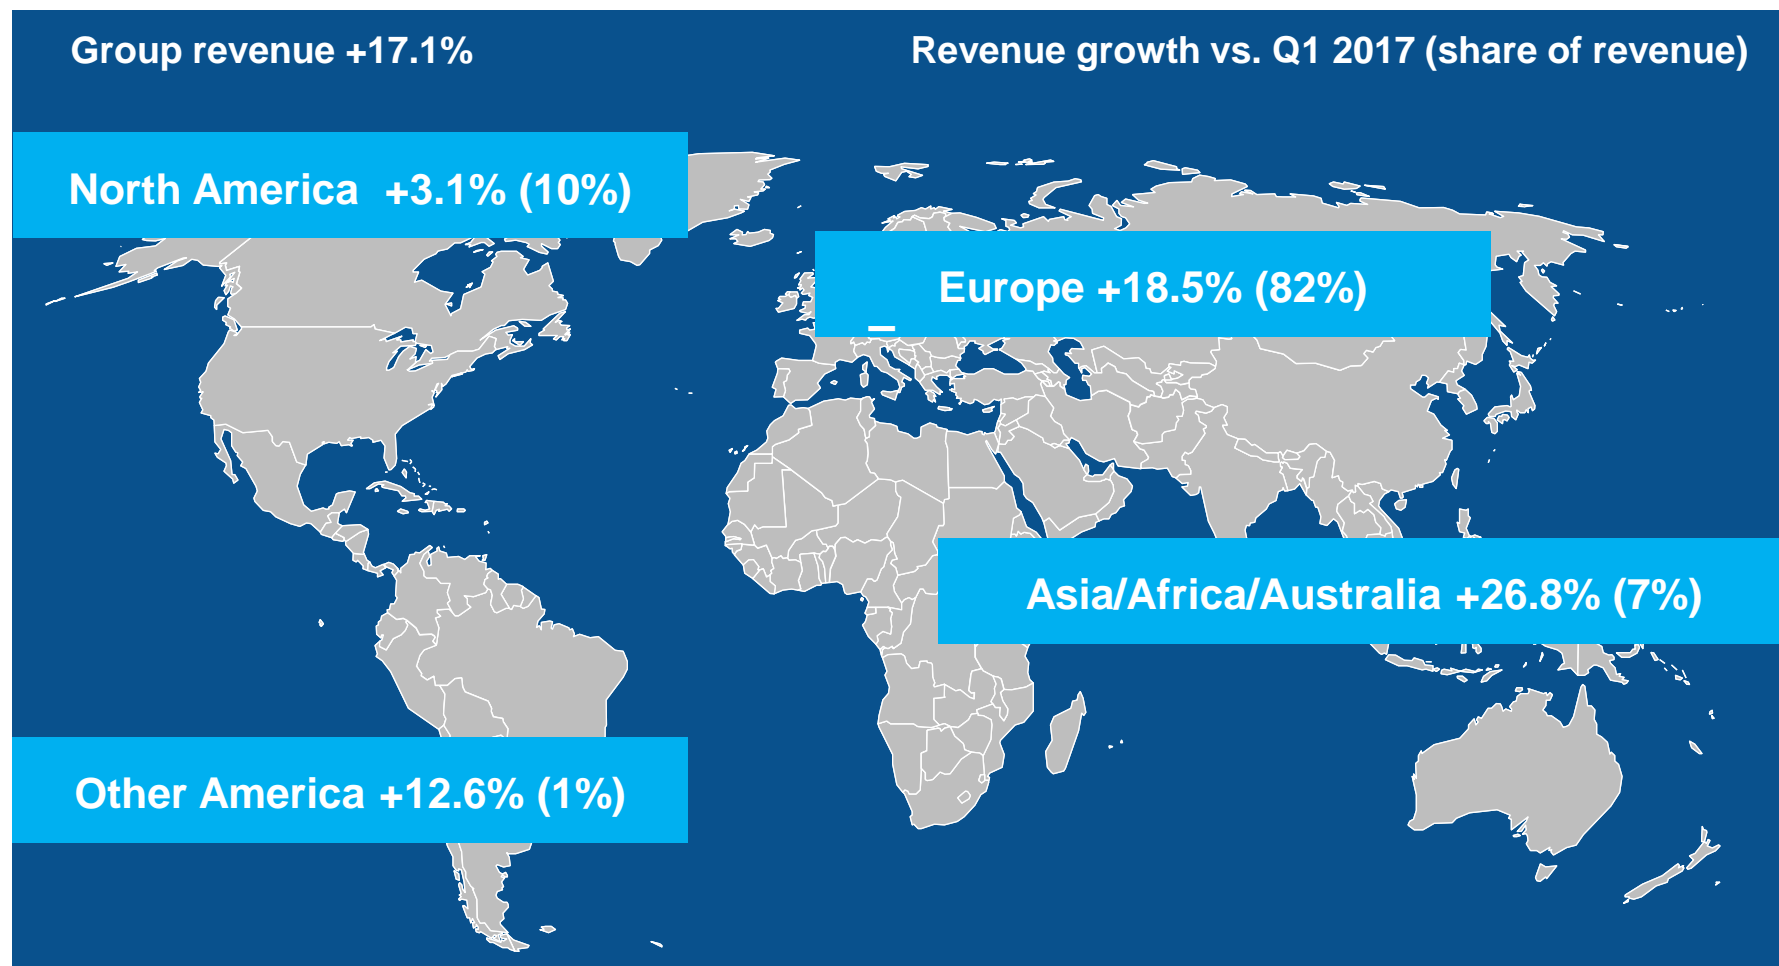 Group revenue +17.1%
Revenue growth vs. Q1 2017 (share of revenue)
North America +3.1% (10%)
Europe +18.5% (82%)
Asia/Africa/Australia +26.8% (7%)
Other America +12.6% (1%)